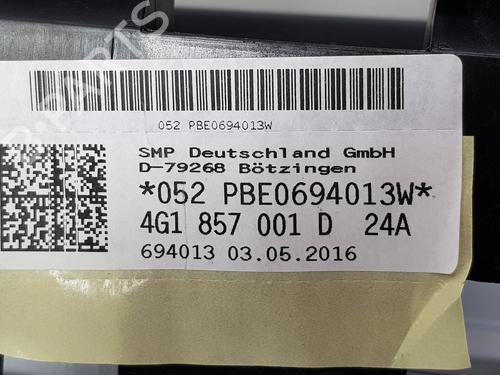 052 PBE0694013W
SMP Deutschland GmbH
D-79268 Bötzingen
*052 PBE0694013W*
4G1 857 001 D 24A
694013 03.05.2016